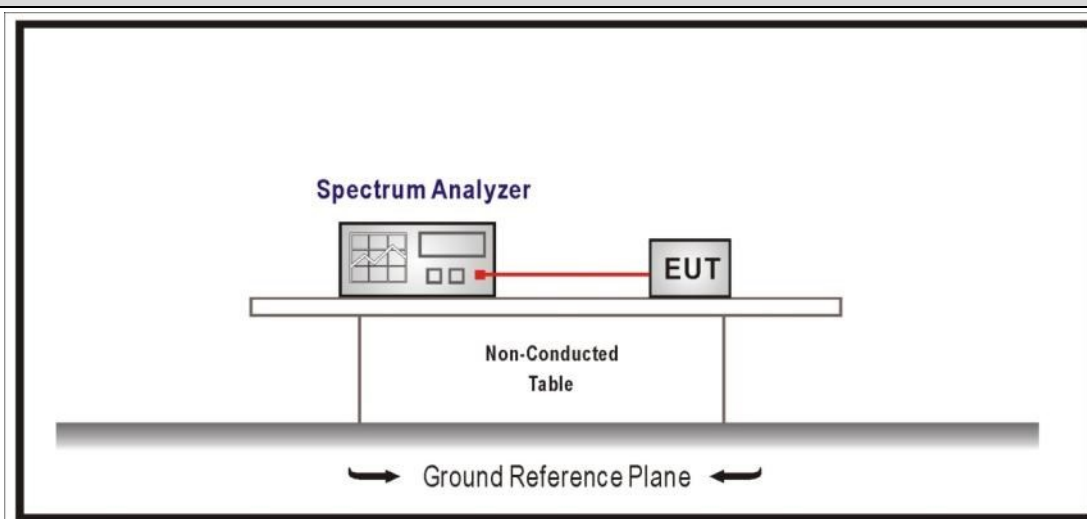 Spectrum Analyzer
EUT
Non-Conducted
Table
Ground Reference Plane